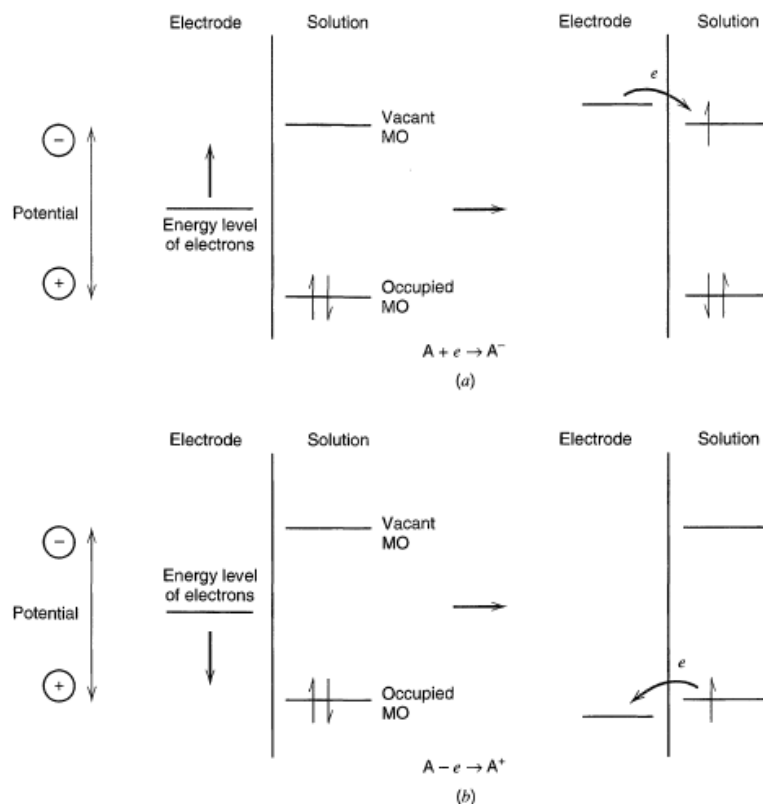 Electrode Solution Electrode Solution
e
Vacant
MO
−
Potential
Energy level
of electrons
+
Occupied
MO
A + e → A⁻
(a)
Electrode Solution Electrode Solution
Vacant
MO
−
Energy level
of electrons
Potential
e
+
Occupied
MO
A − e → A⁺
(b)